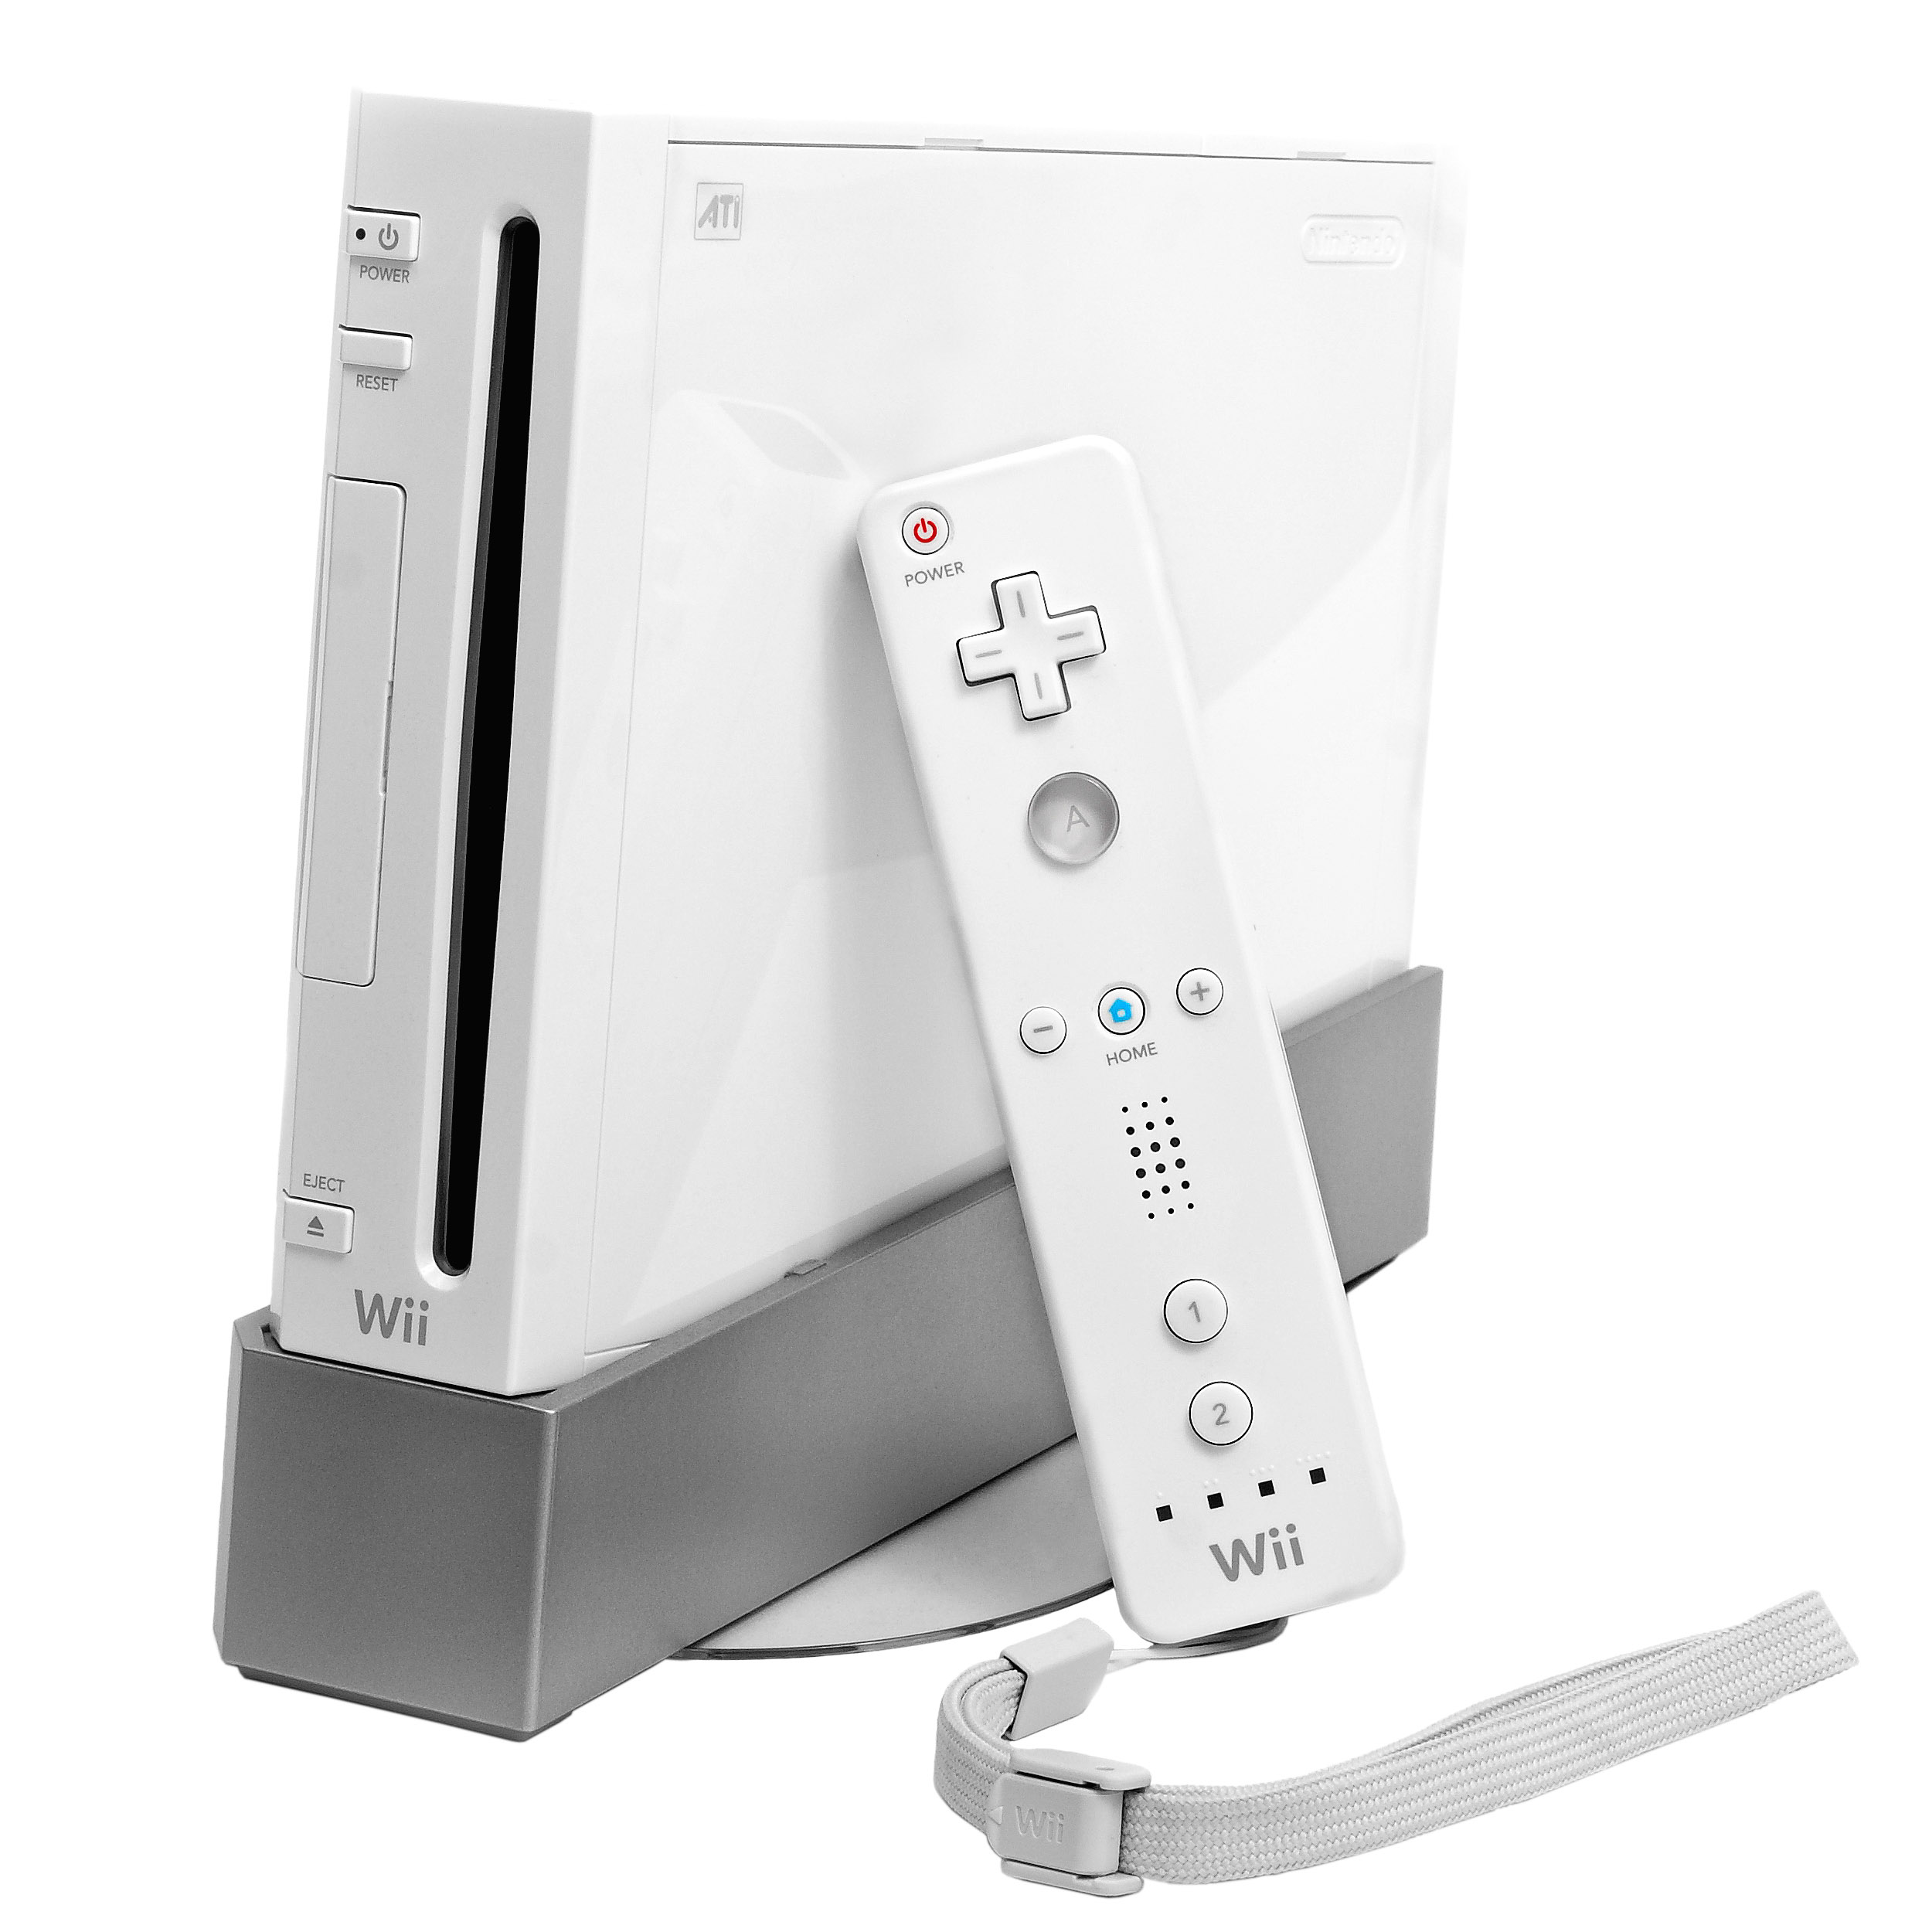 ATI
Nintendo
POWER
RESET
EJECT
Wii
POWER
A
HOME
1
2
Wii
Wii